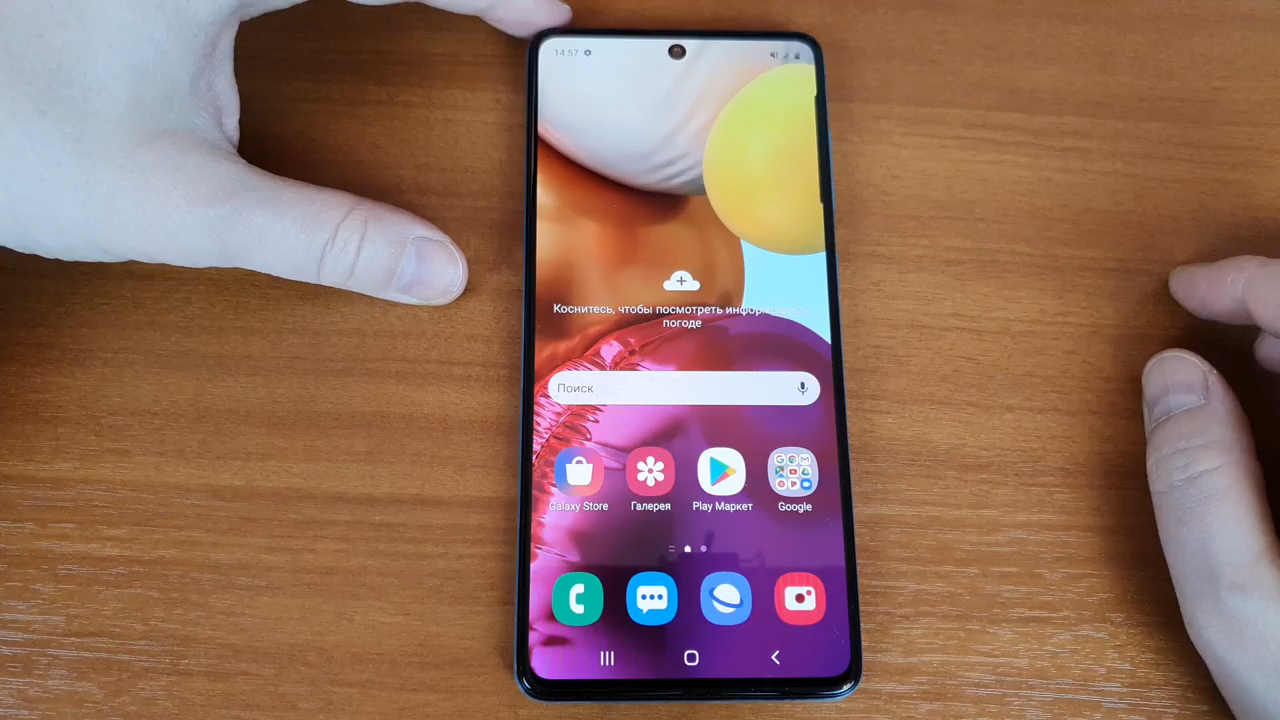 14:57
Коснитесь, чтобы посмотреть
погоде
Поиск
Galaxy Store
Галерея
Play Маркет
Google